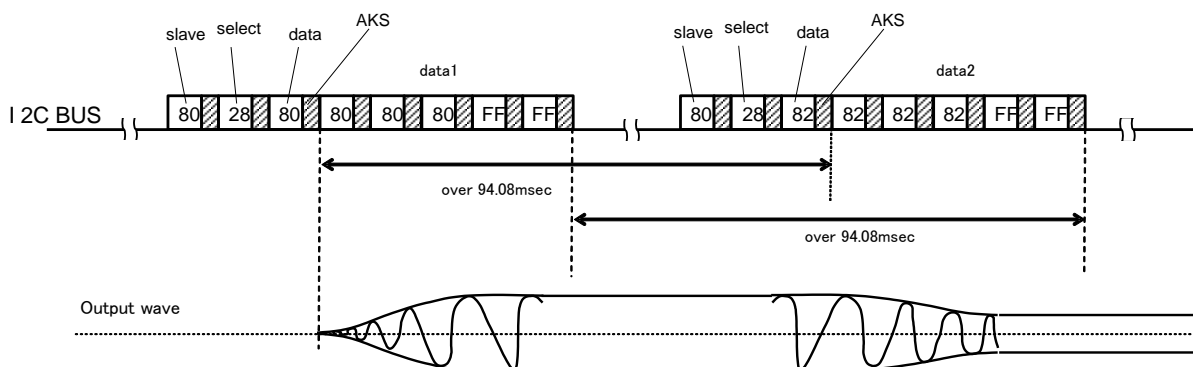 AKS
slave select data
data1
I 2C BUS 80 28 80 80 80 80 FF FF
over 94.08msec
slave select data AKS
data2
80 28 82 82 82 82 FF FF
over 94.08msec
Output wave